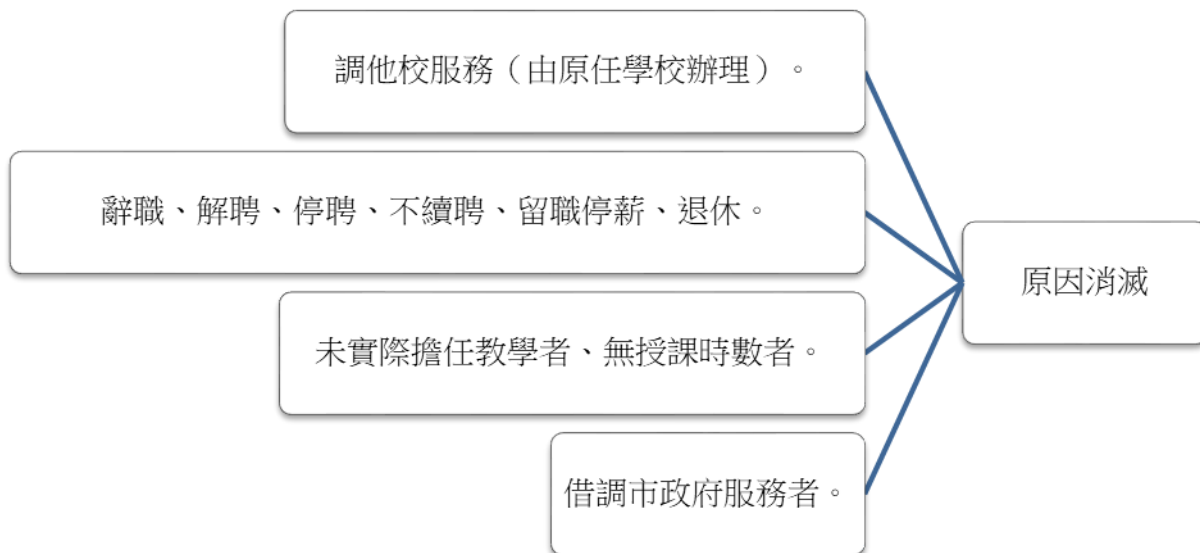 調他校服務（由原任學校辦理）。
辭職、解聘、停聘、不續聘、留職停薪、退休。
原因消滅
未實際擔任教學者、無授課時數者。
借調市政府服務者。